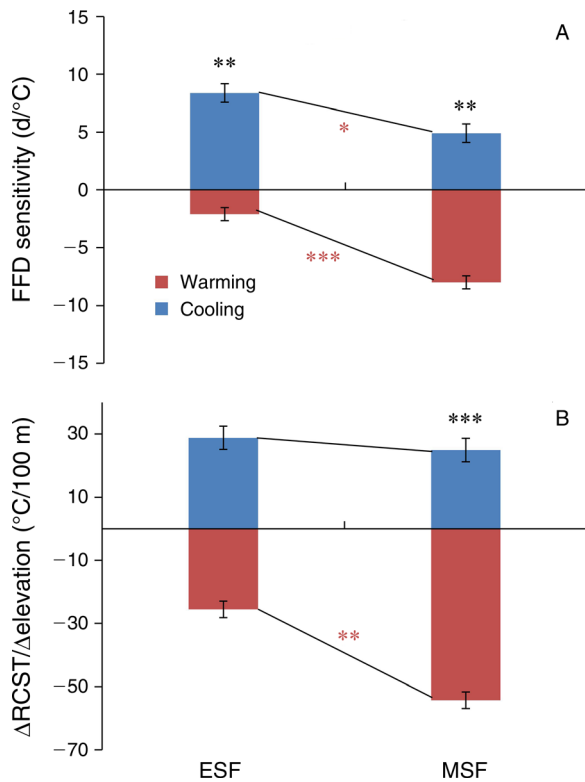 A
FFD sensitivity (d/°C)
15
10
5
0
−5
−10
−15
**
**
*
***
Warming
Cooling
B
ΔRCST/Δelevation (°C/100 m)
30
10
−10
−30
−50
−70
***
**
ESF
MSF